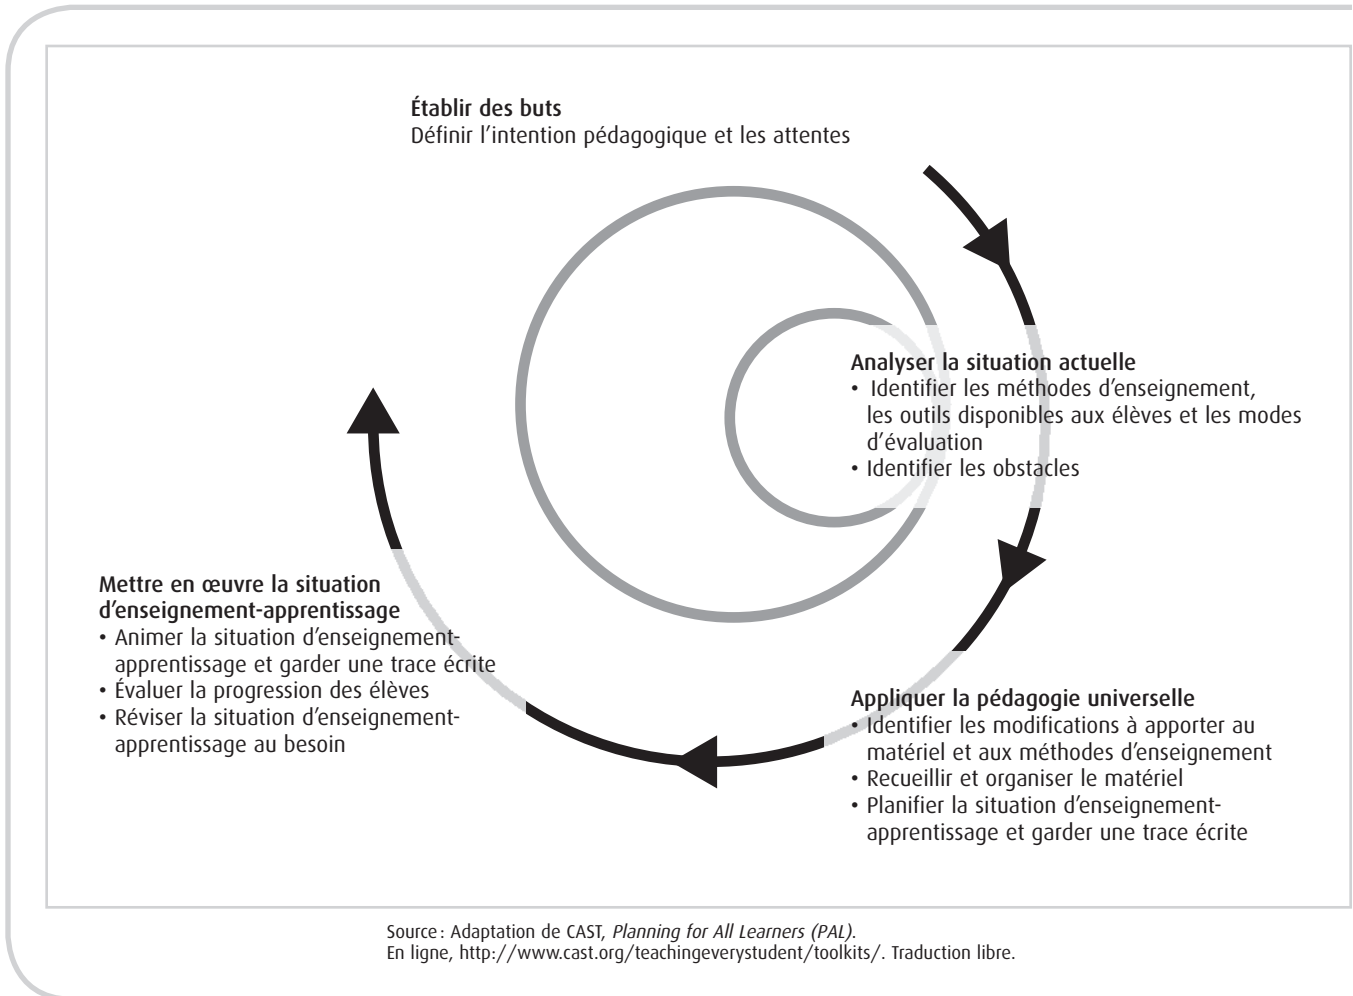 Établir des buts
Définir l'intention pédagogique et les attentes
Analyser la situation actuelle
• Identifier les méthodes d'enseignement,
les outils disponibles aux élèves et les modes
d'évaluation
• Identifier les obstacles
Appliquer la pédagogie universelle
• Identifier les modifications à apporter au
matériel et aux méthodes d'enseignement
• Recueillir et organiser le matériel
• Planifier la situation d'enseignement-
apprentissage et garder une trace écrite
Mettre en œuvre la situation
d'enseignement-apprentissage
• Animer la situation d'enseignement-
apprentissage et garder une trace écrite
• Évaluer la progression des élèves
• Réviser la situation d'enseignement-
apprentissage au besoin
Source : Adaptation de CAST, Planning for All Learners (PAL).
En ligne, http://www.cast.org/teachingeverystudent/toolkits/. Traduction libre.